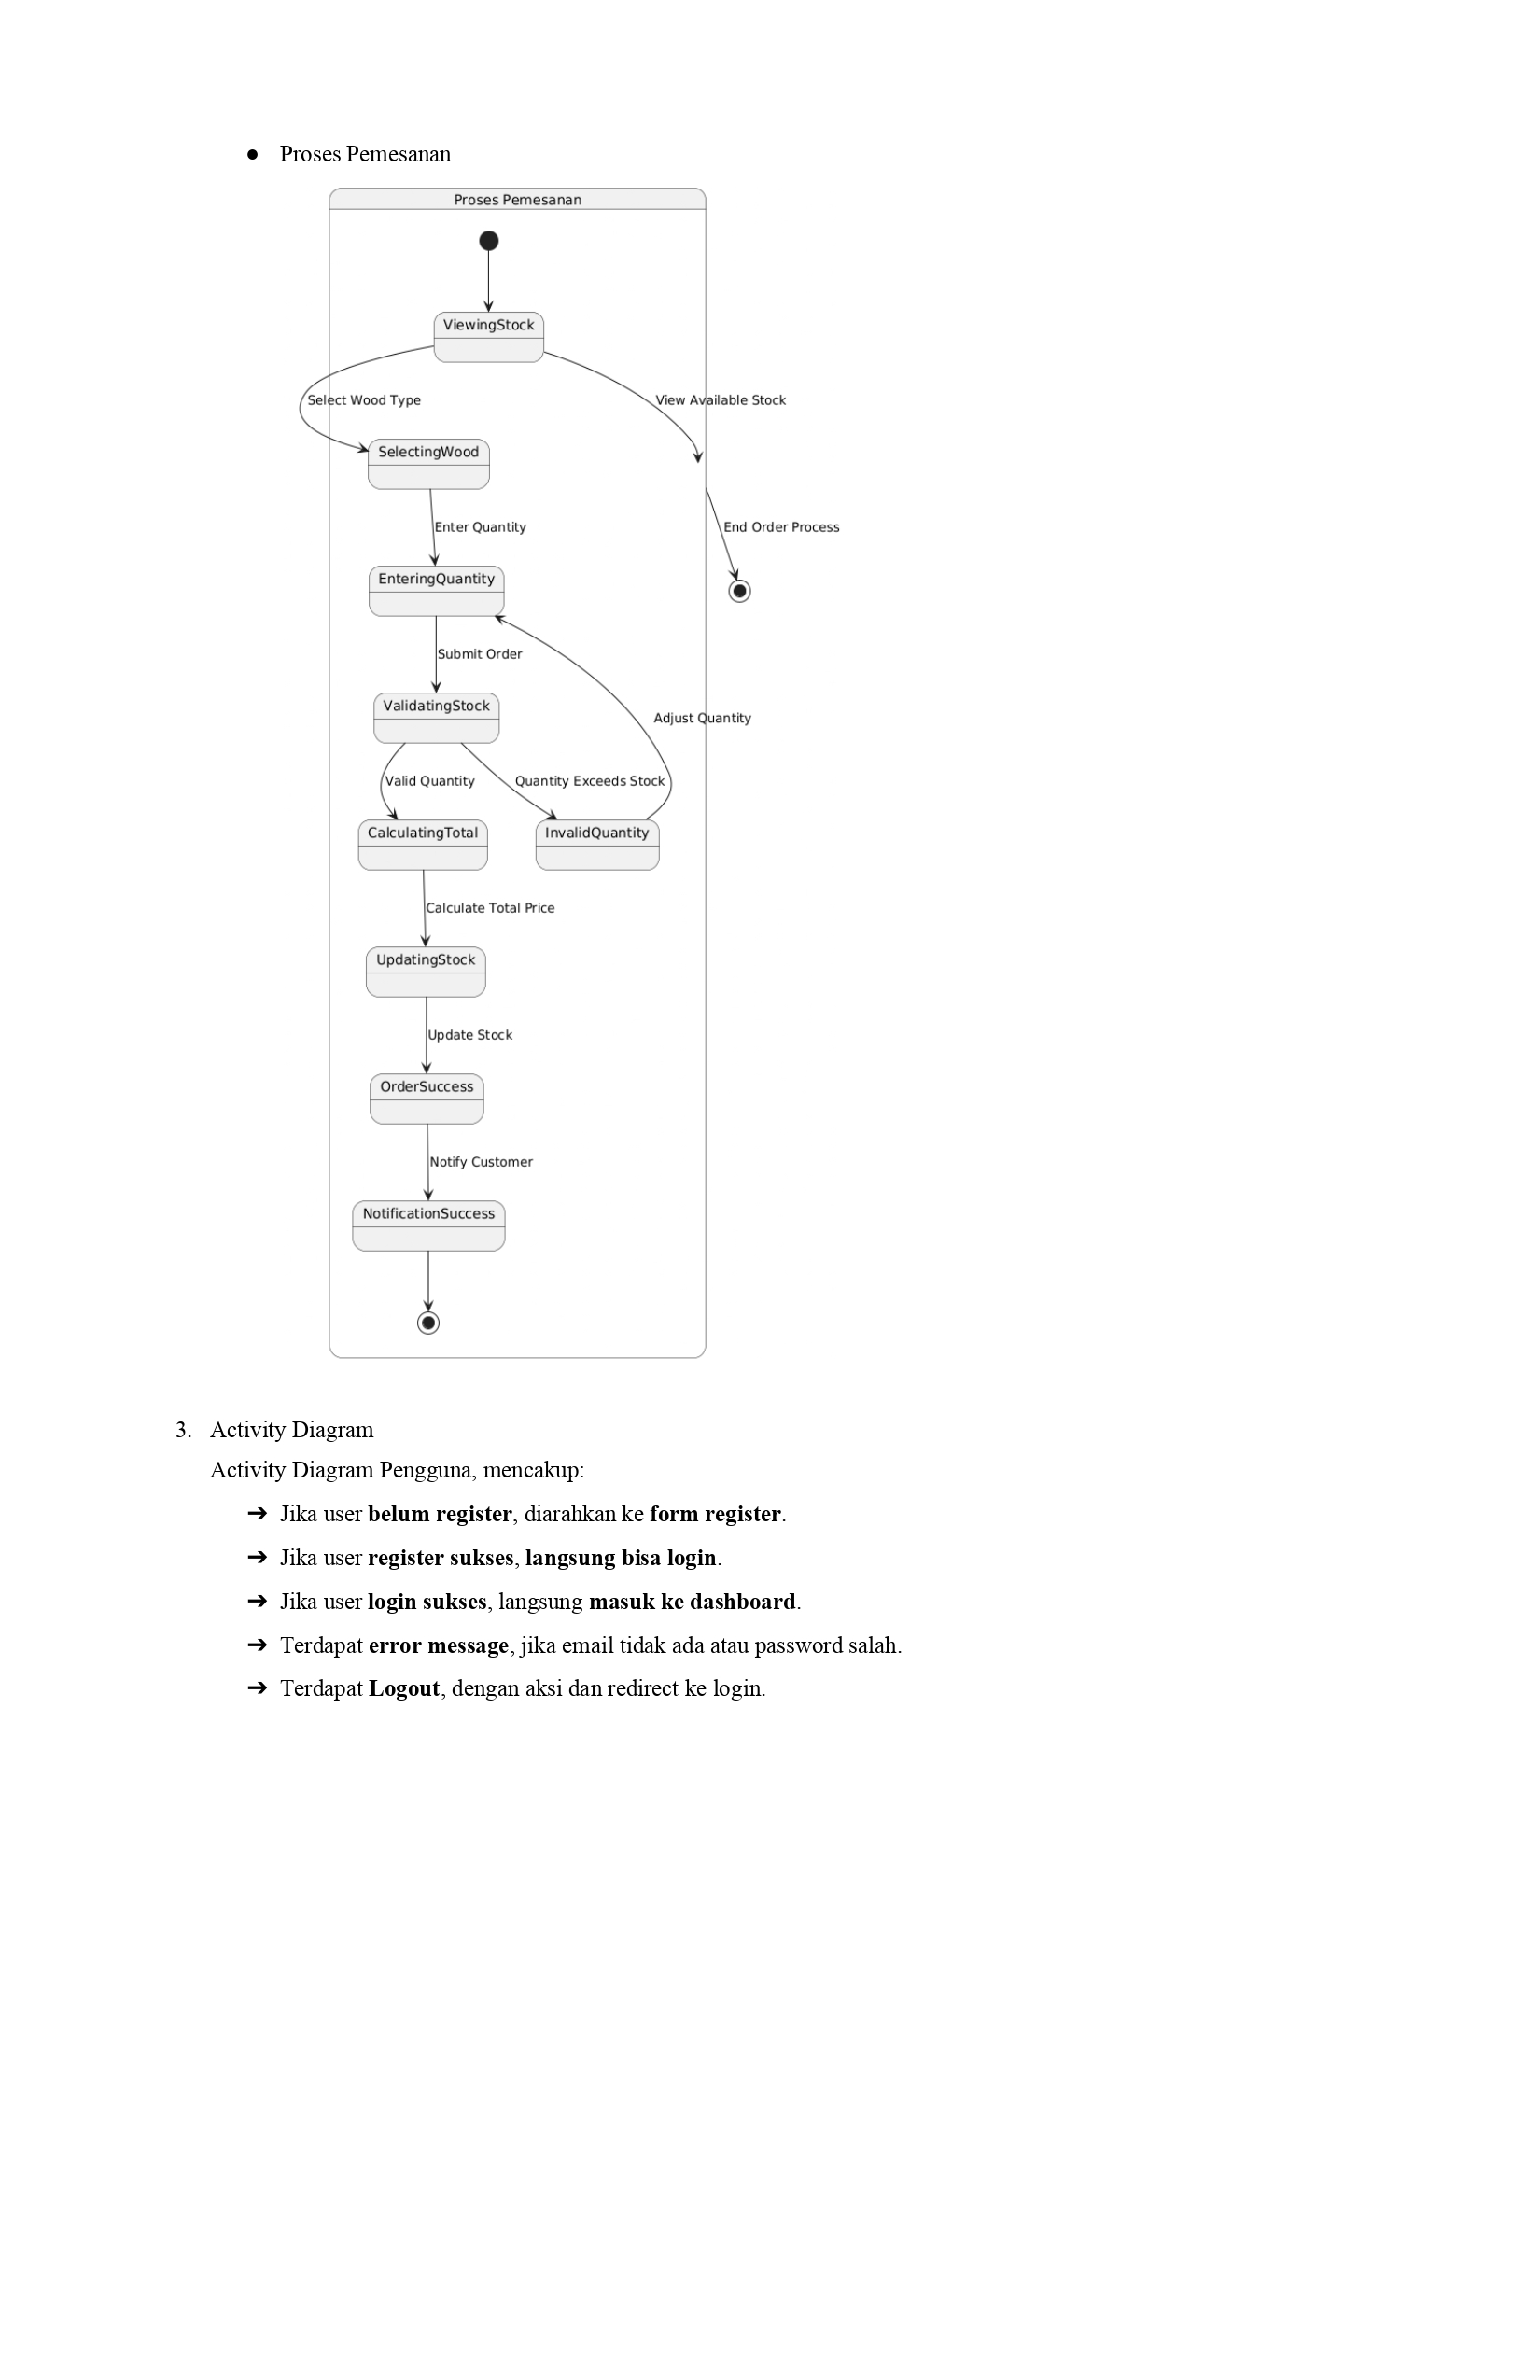 ● Proses Pemesanan
Proses Pemesanan
ViewingStock
Select Wood Type
View Available Stock
SelectingWood
Enter Quantity
End Order Process
EnteringQuantity
Submit Order
ValidatingStock
Adjust Quantity
Valid Quantity
Quantity Exceeds Stock
CalculatingTotal
InvalidQuantity
Calculate Total Price
UpdatingStock
Update Stock
OrderSuccess
Notify Customer
NotificationSuccess
3. Activity Diagram
Activity Diagram Pengguna, mencakup:
➔ Jika user belum register, diarahkan ke form register.
➔ Jika user register sukses, langsung bisa login.
➔ Jika user login sukses, langsung masuk ke dashboard.
➔ Terdapat error message, jika email tidak ada atau password salah.
➔ Terdapat Logout, dengan aksi dan redirect ke login.